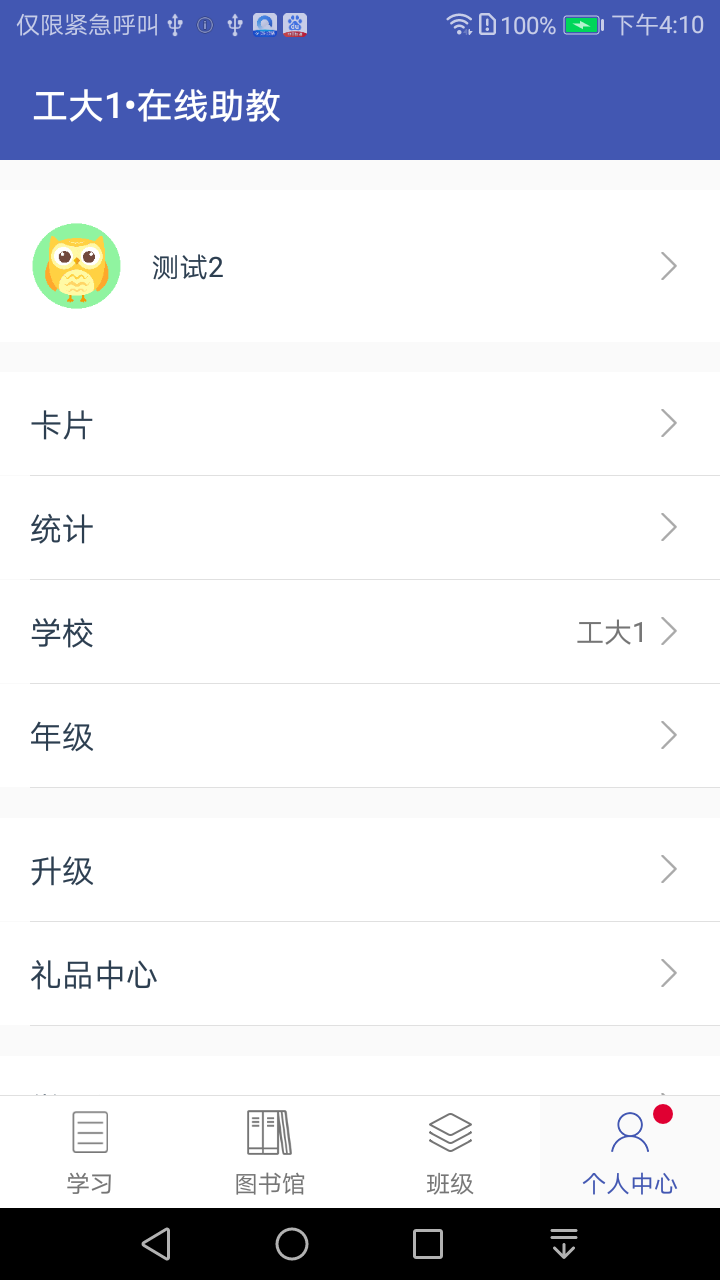 仅限紧急呼叫 100% 下午4:10
工大1•在线助教
测试2
卡片
统计
学校 工大1
年级
升级
礼品中心
学习 图书馆 班级 个人中心